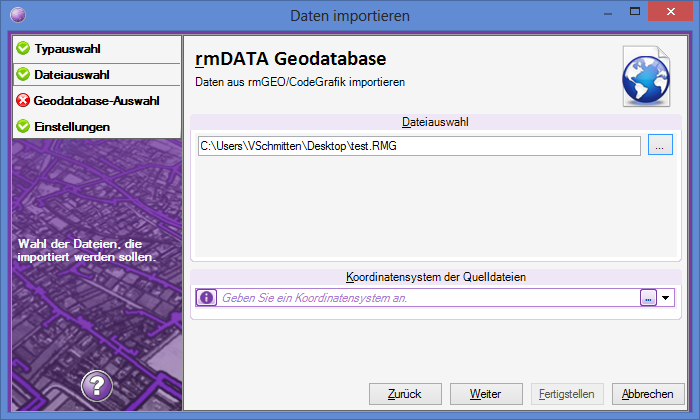 Daten importieren
Typauswahl
Dateiauswahl
Geodatabase-Auswahl
Einstellungen
Wahl der Dateien, die
importiert werden sollen.
?
rmDATA Geodatabase
Daten aus rmGEO/CodeGrafik importieren
Dateiauswahl
C:\Users\VSchmitten\Desktop\test.RMG
...
Koordinatensystem der Quelldateien
Geben Sie ein Koordinatensystem an.
...
Zurück
Weiter
Fertigstellen
Abbrechen